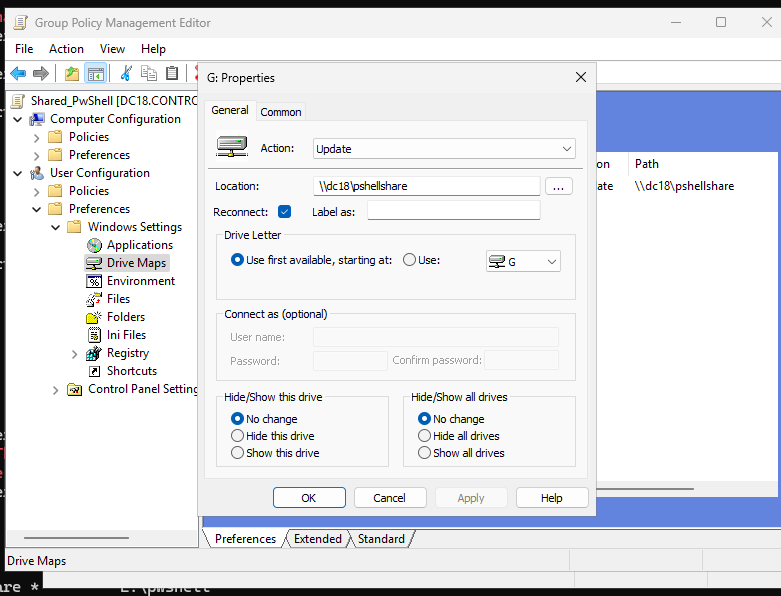 Group Policy Management Editor
File Action View Help
Shared_PwShell [DC18.CONTRO
Computer Configuration
Policies
Preferences
User Configuration
Policies
Preferences
Windows Settings
Applications
Drive Maps
Environment
Files
Folders
Ini Files
Registry
Shortcuts
Control Panel Setting
G: Properties
General Common
Action: Update
Location: \\dc18\pshellshare ...
Reconnect: Label as:
Drive Letter
Use first available, starting at: Use: G
Connect as (optional)
User name:
Password: Confirm password:
Hide/Show this drive
No change
Hide this drive
Show this drive
Hide/Show all drives
No change
Hide all drives
Show all drives
OK Cancel Apply Help
on Path
ate \\dc18\pshellshare
Preferences Extended Standard
Drive Maps
are *